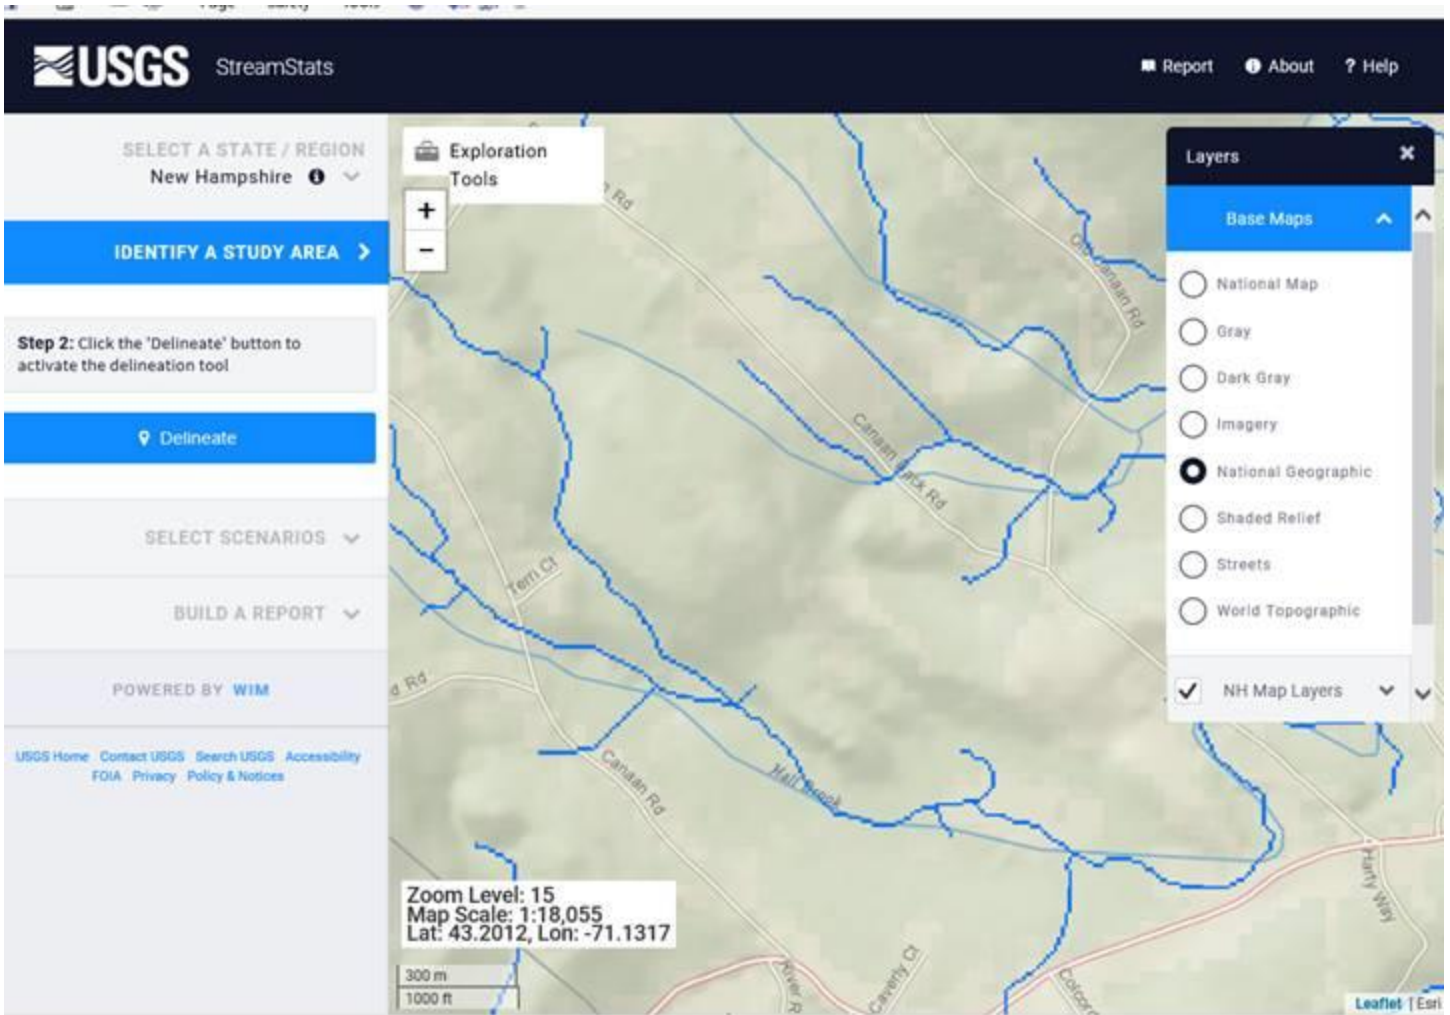 USGS StreamStats
Report About ? Help
SELECT A STATE / REGION
New Hampshire
IDENTIFY A STUDY AREA
Step 2: Click the 'Delineate' button to
activate the delineation tool
Delineate
SELECT SCENARIOS
BUILD A REPORT
POWERED BY WIM
USGS Home Contact USGS Search USGS Accessibility
FOIA Privacy Policy & Notices
Exploration
Tools
+
−
Rd
Old Canaan Rd
Canaan Back Rd
Terri Ct
d Rd
Canaan Rd
Hall Brook
Harty Way
River R
Caverly Ct
Zoom Level: 15
Map Scale: 1:18,055
Lat: 43.2012, Lon: -71.1317
300 m
1000 ft
Layers
Base Maps
National Map
Gray
Dark Gray
Imagery
National Geographic
Shaded Relief
Streets
World Topographic
NH Map Layers
Leaflet | Esri